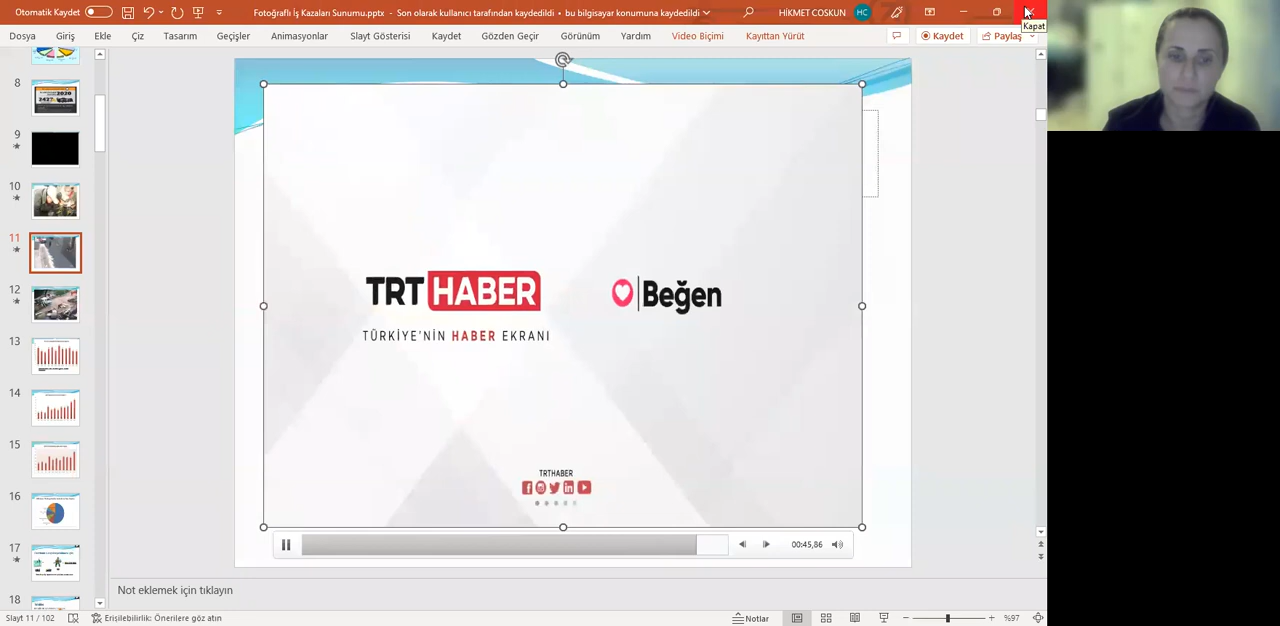 Otomatik Kaydet
Fotoğraflı İş Kazaları Sunumu.pptx - Son olarak kullanıcı tarafından kaydedildi • bu bilgisayar konumuna kaydedildi
HİKMET COSKUN HC
Kapat
Dosya Giriş Ekle Çiz Tasarım Geçişler Animasyonlar Slayt Gösterisi Kaydet Gözden Geçir Görünüm Yardım Video Biçimi Kayıttan Yürüt
Kaydet Paylaş
8
9
10
11
12
13
14
15
16
17
18
TRT HABER
TÜRKİYE'NİN HABER EKRANI
Beğen
TRTHABER
00:45,86
Not eklemek için tıklayın
Slayt 11 / 102 Erişilebilirlik: Önerilere göz atın Notlar %97